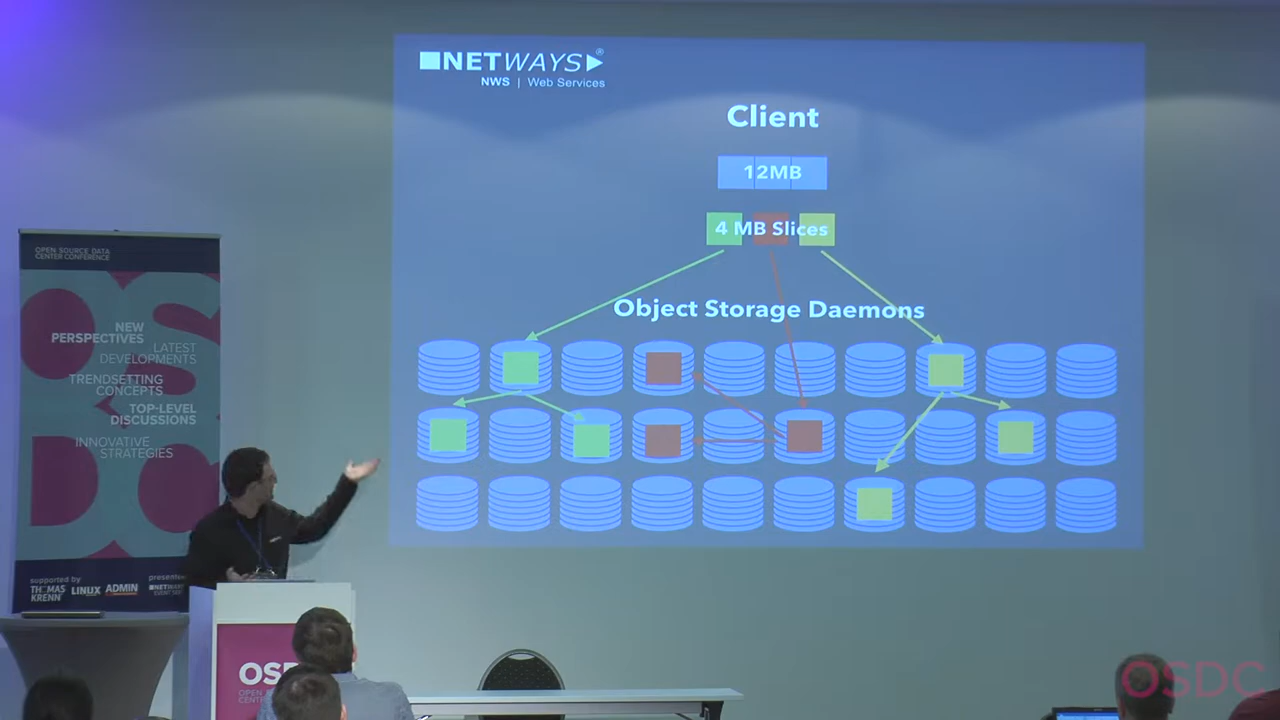 NETWAYS®
NWS | Web Services
Client
12MB
4 MB Slices
Object Storage Daemons
OPEN SOURCE DATA
CENTER CONFERENCE
NEW
PERSPECTIVES
LATEST
DEVELOPMENTS
TRENDSETTING
CONCEPTS
TOP-LEVEL
DISCUSSIONS
INNOVATIVE
STRATEGIES
supported by
THOMAS
KRENN
LINUX
ADMIN
OSDC